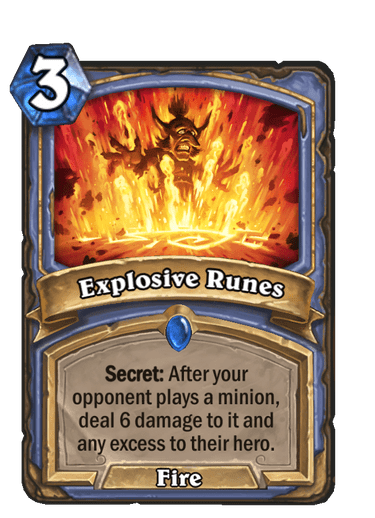 3
Explosive Runes
Secret: After your
opponent plays a minion,
deal 6 damage to it and
any excess to their hero.
Fire